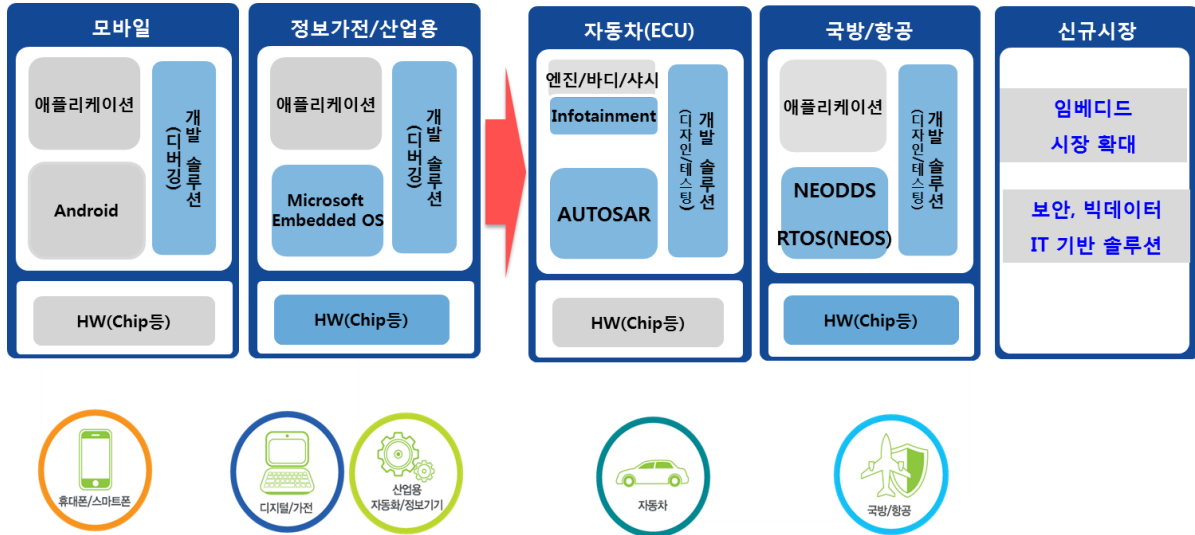 모바일
애플리케이션
Android
개발 솔루션
(디버깅)
HW(Chip등)
정보가전/산업용
애플리케이션
Microsoft
Embedded OS
개발 솔루션
(디버깅)
HW(Chip등)
자동차(ECU)
엔진/바디/샤시
Infotainment
AUTOSAR
개발 솔루션
(디자인/테스팅)
HW(Chip등)
국방/항공
애플리케이션
NEODDS
RTOS(NEOS)
개발 솔루션
(디자인/테스팅)
HW(Chip등)
신규시장
임베디드
시장 확대
보안, 빅데이터
IT 기반 솔루션
휴대폰/스마트폰
디지털/가전
산업용
자동화/정보기기
자동차
국방/항공